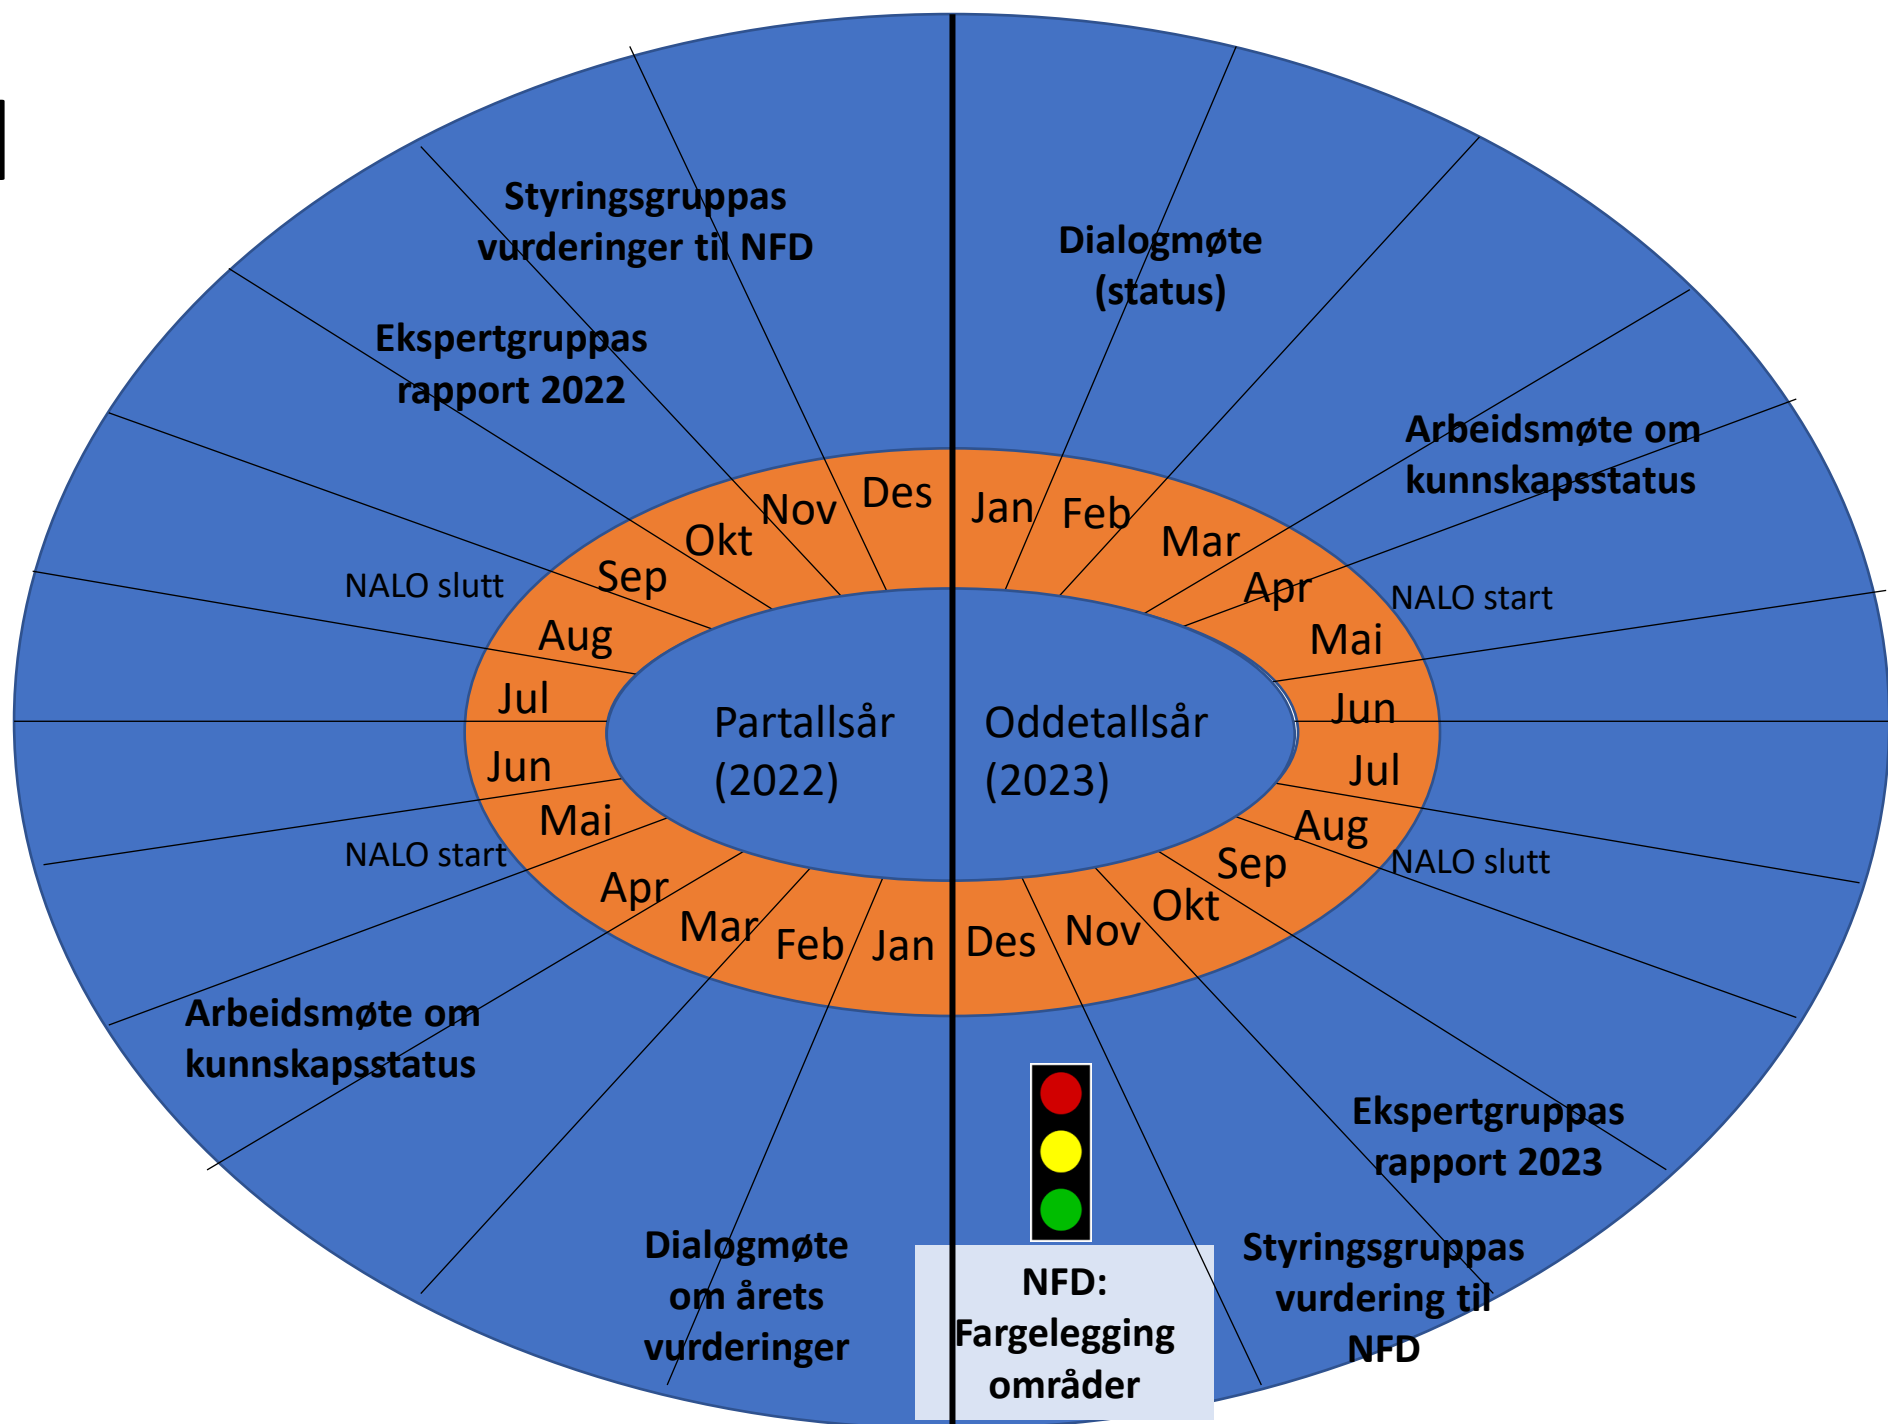 Styringsgruppas
vurderinger til NFD
Dialogmøte
(status)
Ekspertgruppas
rapport 2022
Arbeidsmøte om
kunnskapsstatus
Nov
Des
Jan
Feb
Okt
Mar
Sep
Apr
NALO slutt
NALO start
Aug
Mai
Jul
Jun
Partallsår
(2022)
Oddetallsår
(2023)
Jun
Jul
Mai
Aug
NALO start
NALO slutt
Apr
Sep
Mar
Okt
Feb
Jan
Des
Nov
Arbeidsmøte om
kunnskapsstatus
Ekspertgruppas
rapport 2023
Dialogmøte
om årets
vurderinger
NFD:
Fargelegging
områder
Styringsgruppas
vurdering til
NFD